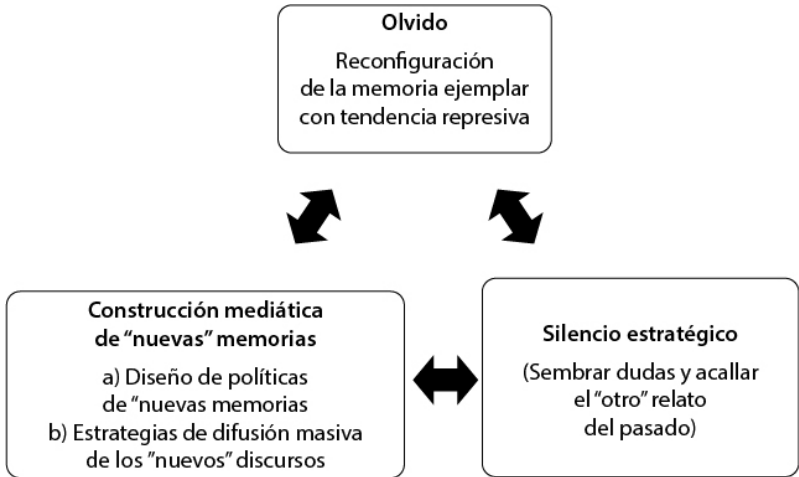 Olvido
Reconfiguración
de la memoria ejemplar
con tendencia represiva
Construcción mediática
de “nuevas” memorias
a) Diseño de políticas
de “nuevas memorias
b) Estrategias de difusión masiva
de los ”nuevos” discursos
Silencio estratégico
(Sembrar dudas y acallar
el “otro” relato
del pasado)